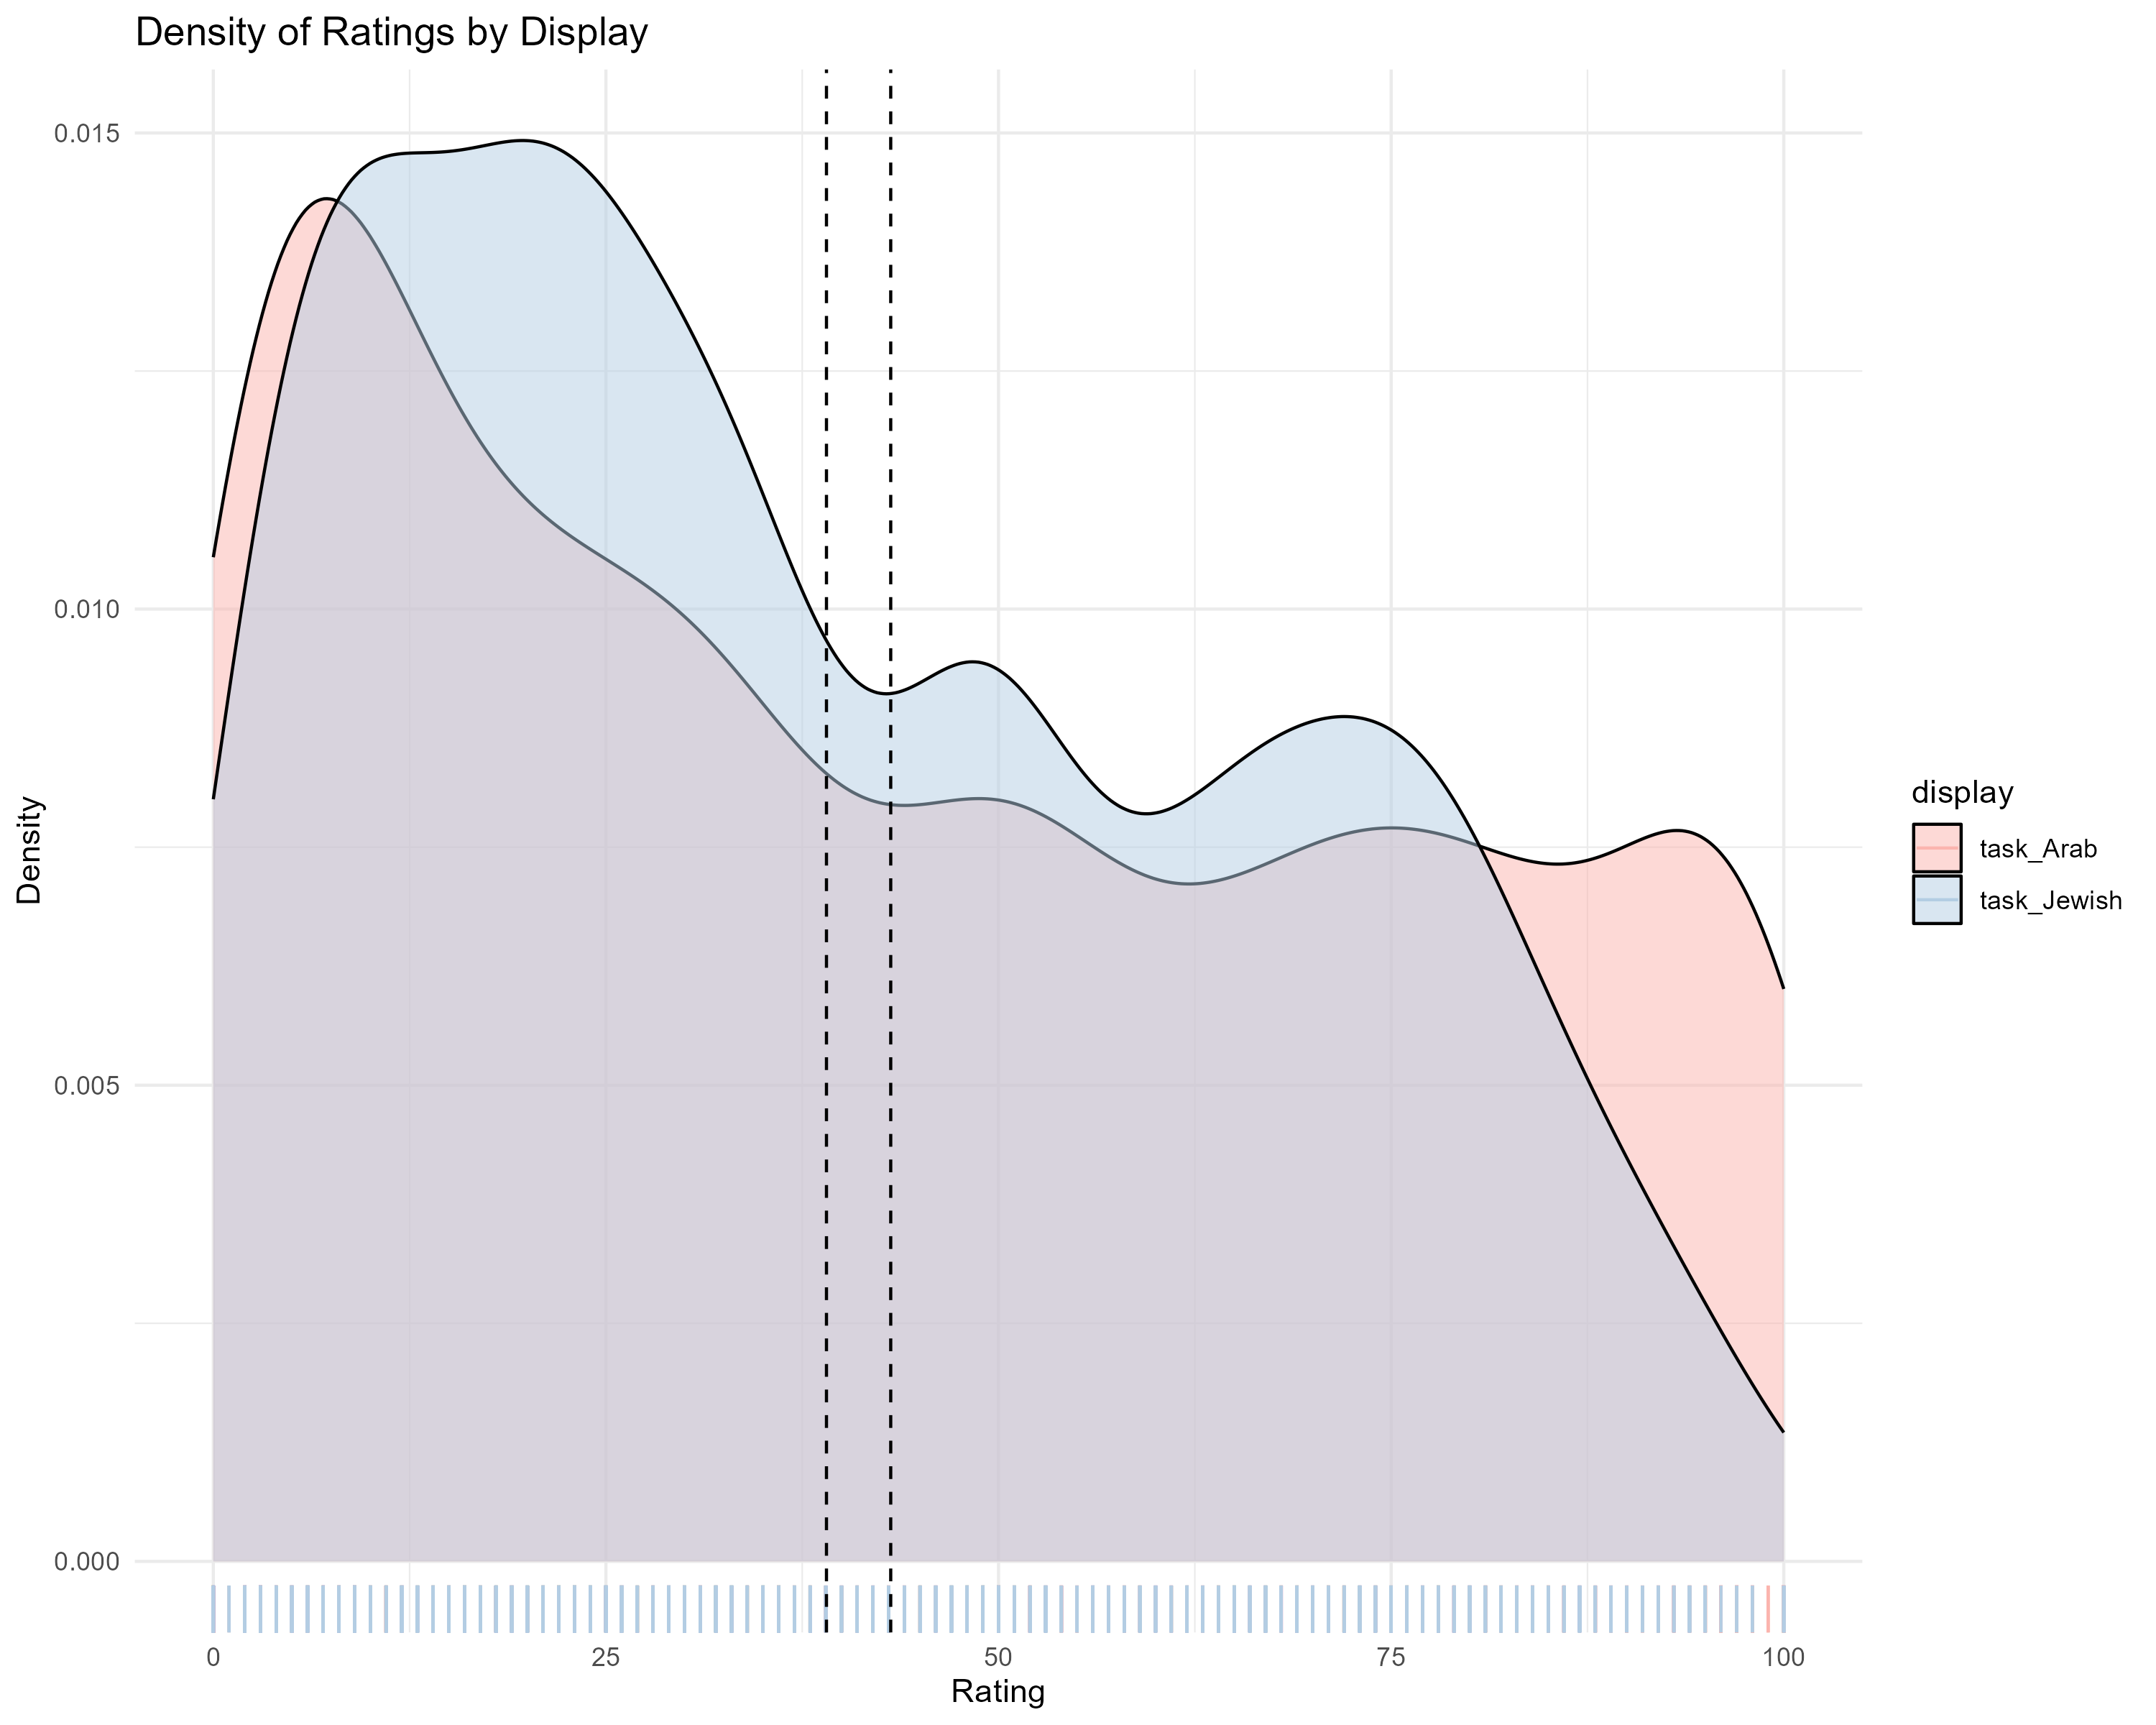 Density of Ratings by Display
0.015
0.010
0.005
0.000
Density
0
25
50
75
100
Rating
display
task_Arab
task_Jewish